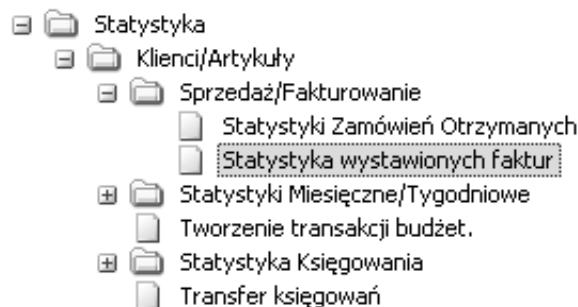 Statystyka
Klienci/Artykuły
Sprzedaż/Fakturowanie
Statystyki Zamówień Otrzymanych
Statystyka wystawionych faktur
Statystyki Miesięczne/Tygodniowe
Tworzenie transakcji budżet.
Statystyka Księgowania
Transfer księgowań